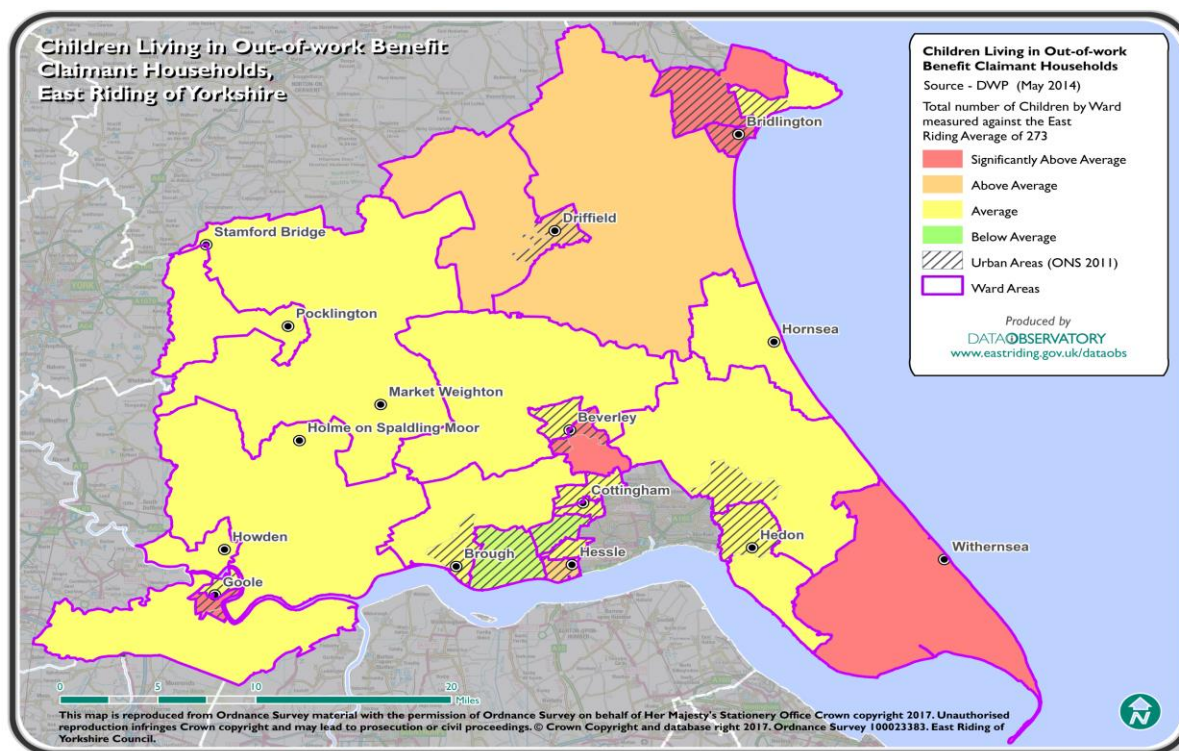 Children Living in Out-of-work Benefit
Claimant Households,
East Riding of Yorkshire
Children Living in Out-of-work
Benefit Claimant Households
Source - DWP (May 2014)
Total number of Children by Ward
measured against the East
Riding Average of 273
Significantly Above Average
Above Average
Average
Below Average
Urban Areas (ONS 2011)
Ward Areas
Produced by
DATA OBSERVATORY
www.eastriding.gov.uk/dataobs
Bridlington
Driffield
Stamford Bridge
Pocklington
Hornsea
Market Weighton
Holme on Spaldling Moor
Beverley
Cottingham
Howden
Brough
Hessle
Hedon
Withernsea
Goole
0 5 10 20
Miles
This map is reproduced from Ordnance Survey material with the permission of Ordnance Survey on behalf of Her Majesty's Stationery Office Crown copyright 2017. Unauthorised
reproduction infringes Crown copyright and may lead to prosecution or civil proceedings. © Crown Copyright and database right 2017. Ordnance Survey 100023383. East Riding of
Yorkshire Council.
N